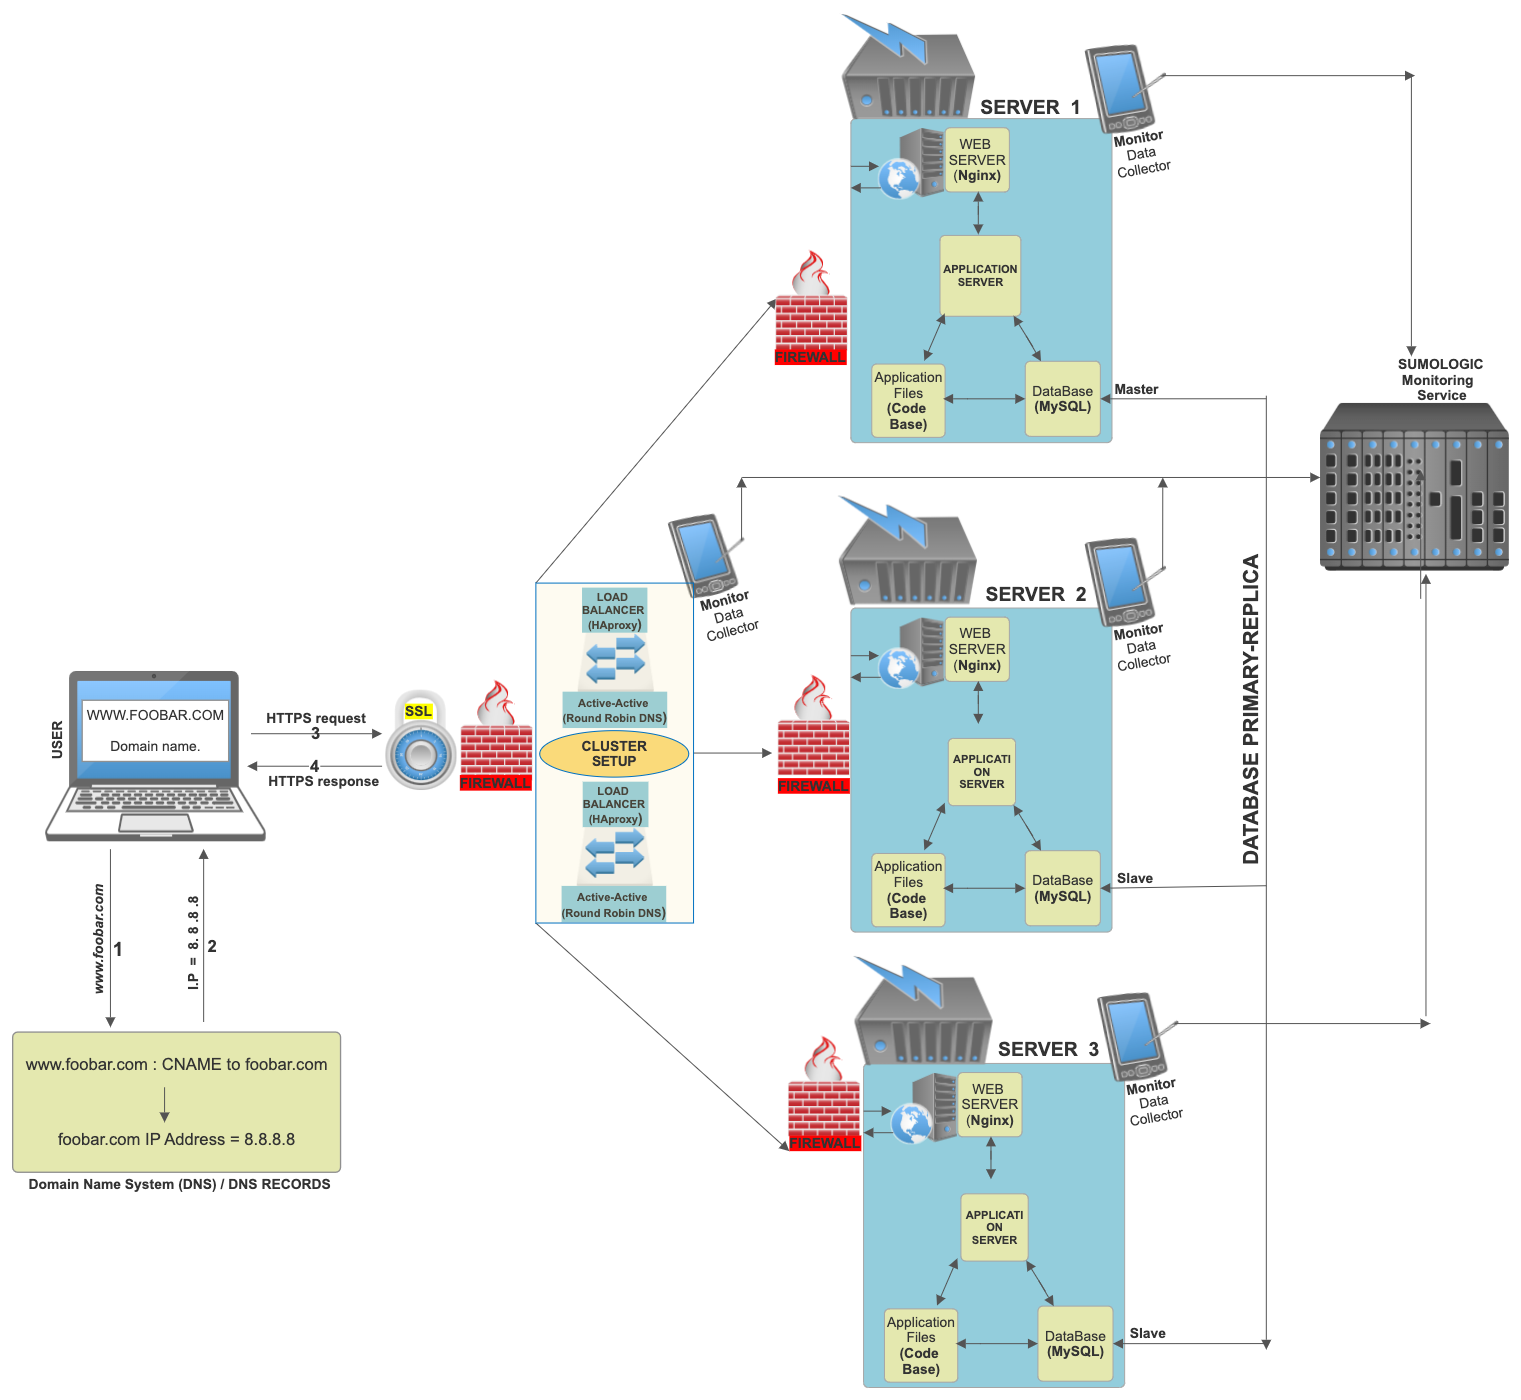 SERVER 1
Monitor
Data
Collector
WEB
SERVER
(Nginx)
APPLICATION
SERVER
FIREWALL
Application
Files
(Code
Base)
DataBase
(MySQL)
Master
SUMOLOGIC
Monitoring
Service
SERVER 2
Monitor
Data
Collector
WEB
SERVER
(Nginx)
APPLICATI
ON
SERVER
FIREWALL
Application
Files
(Code
Base)
DataBase
(MySQL)
Slave
DATABASE PRIMARY-REPLICA
Monitor
Data
Collector
LOAD
BALANCER
(HAproxy)
Active-Active
(Round Robin DNS)
CLUSTER
SETUP
LOAD
BALANCER
(HAproxy)
Active-Active
(Round Robin DNS)
USER
WWW.FOOBAR.COM
Domain name.
HTTPS request
3
4
HTTPS response
SSL
FIREWALL
www.foobar.com
1
I.P = 8. 8 .8 .8
2
www.foobar.com : CNAME to foobar.com
foobar.com IP Address = 8.8.8.8
Domain Name System (DNS) / DNS RECORDS
SERVER 3
Monitor
Data
Collector
FIREWALL
WEB
SERVER
(Nginx)
APPLICATI
ON
SERVER
Application
Files
(Code
Base)
DataBase
(MySQL)
Slave